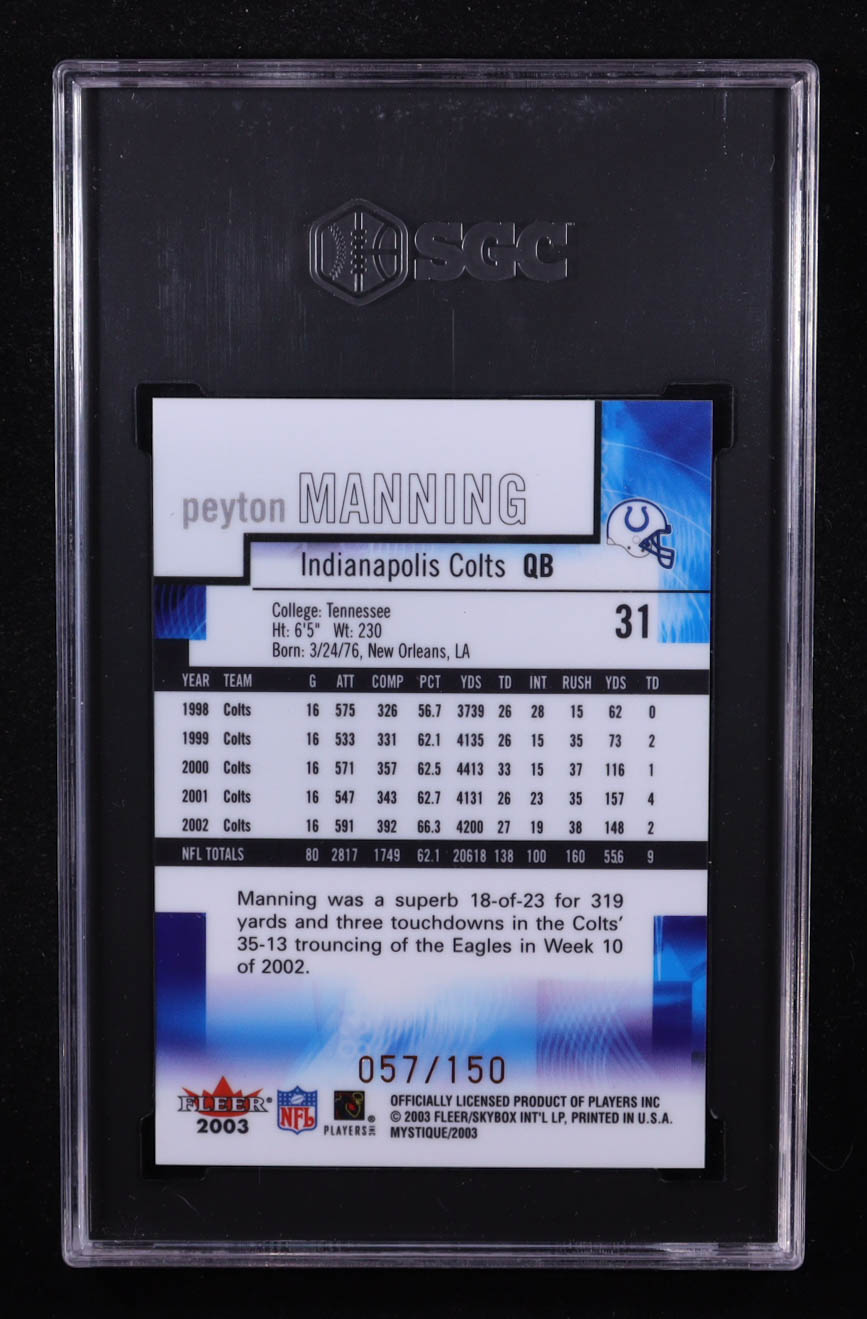 SGC
peyton MANNING
Indianapolis Colts QB
College: Tennessee
Ht: 6'5" Wt: 230
Born: 3/24/76, New Orleans, LA
31
YEAR TEAM G ATT COMP PCT YDS TD INT RUSH YDS TD
1998 Colts 16 575 326 56.7 3739 26 28 15 62 0
1999 Colts 16 533 331 62.1 4135 26 15 35 73 2
2000 Colts 16 571 357 62.5 4413 33 15 37 116 1
2001 Colts 16 547 343 62.7 4131 26 23 35 157 4
2002 Colts 16 591 392 66.3 4200 27 19 38 148 2
NFL TOTALS 80 2817 1749 62.1 20618 138 100 160 556 9
Manning was a superb 18-of-23 for 319
yards and three touchdowns in the Colts'
35-13 trouncing of the Eagles in Week 10
of 2002.
057/150
FLEER®
2003
NFL
PLAYERS INC ®
OFFICIALLY LICENSED PRODUCT OF PLAYERS INC
© 2003 FLEER/SKYBOX INT'L LP, PRINTED IN U.S.A.
MYSTIQUE/2003